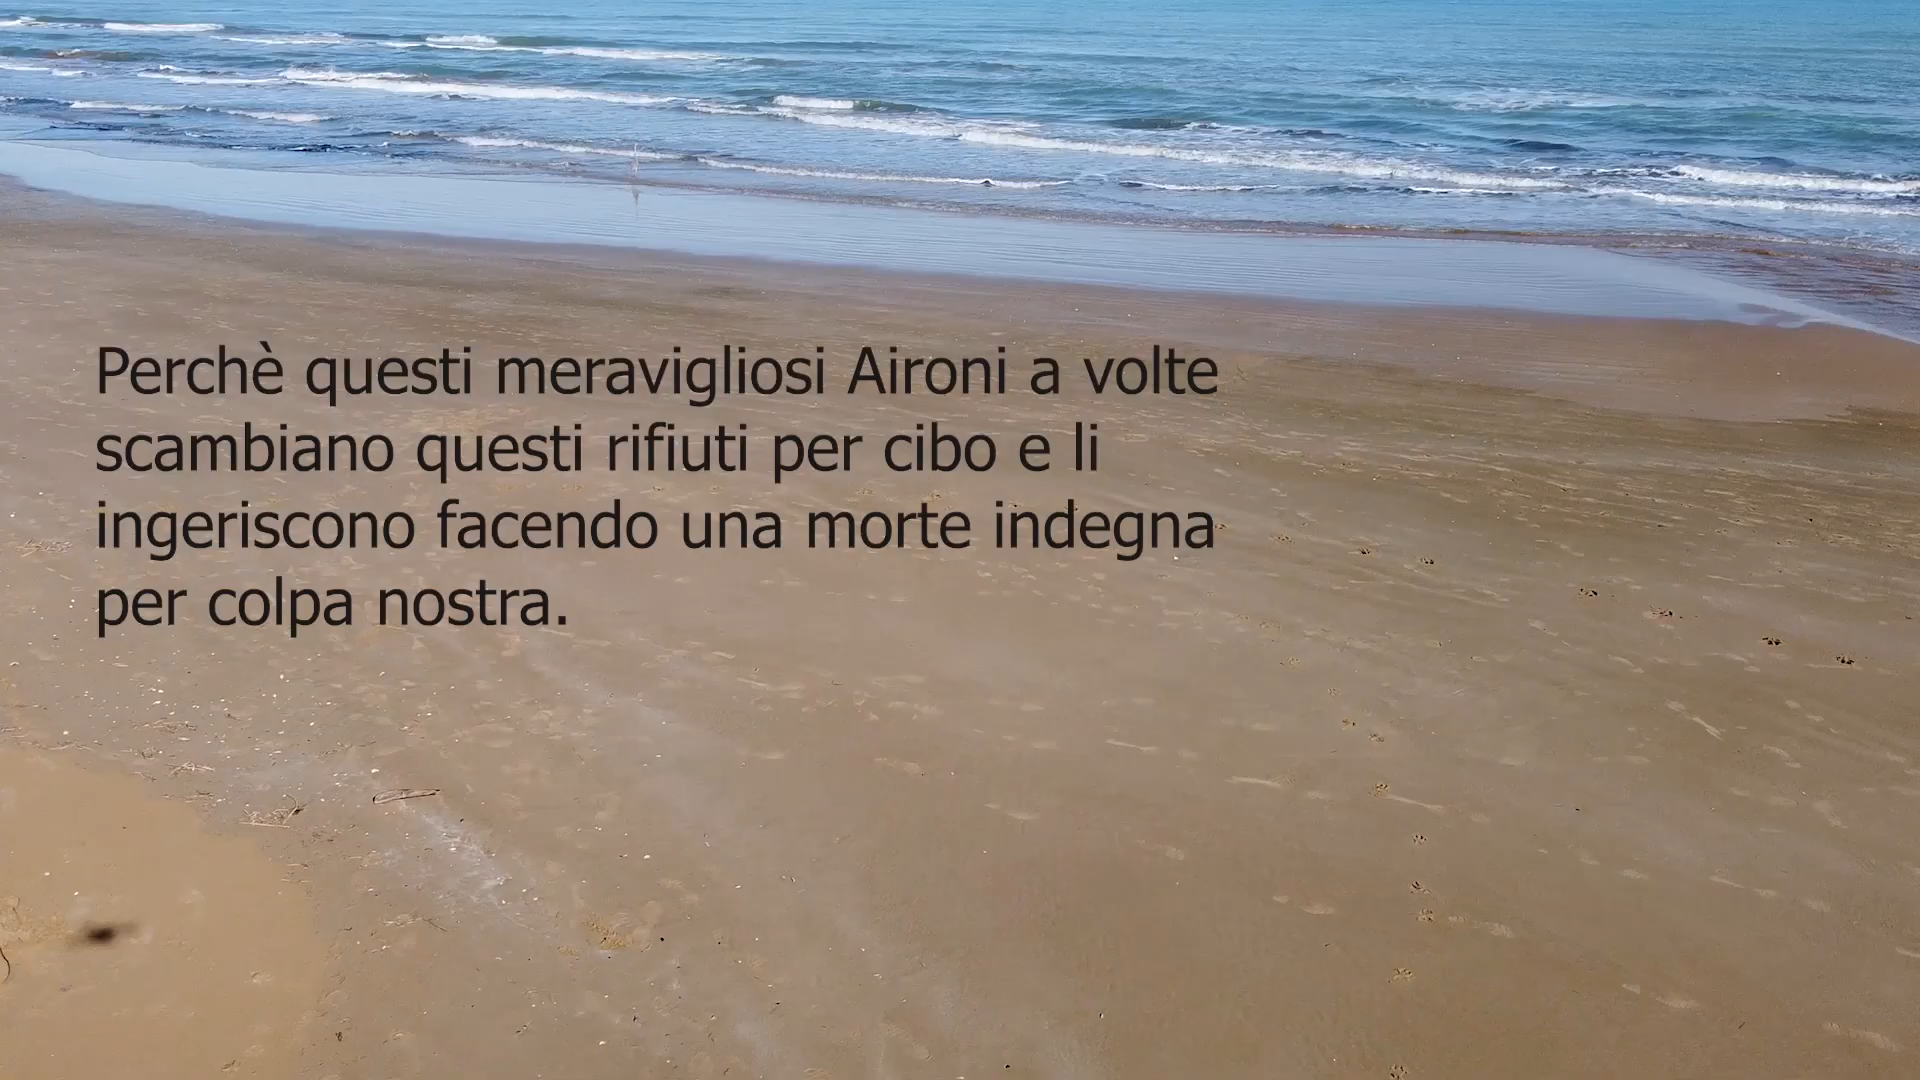 Perchè questi meravigliosi Aironi a volte
scambiano questi rifiuti per cibo e li
ingeriscono facendo una morte indegna
per colpa nostra.